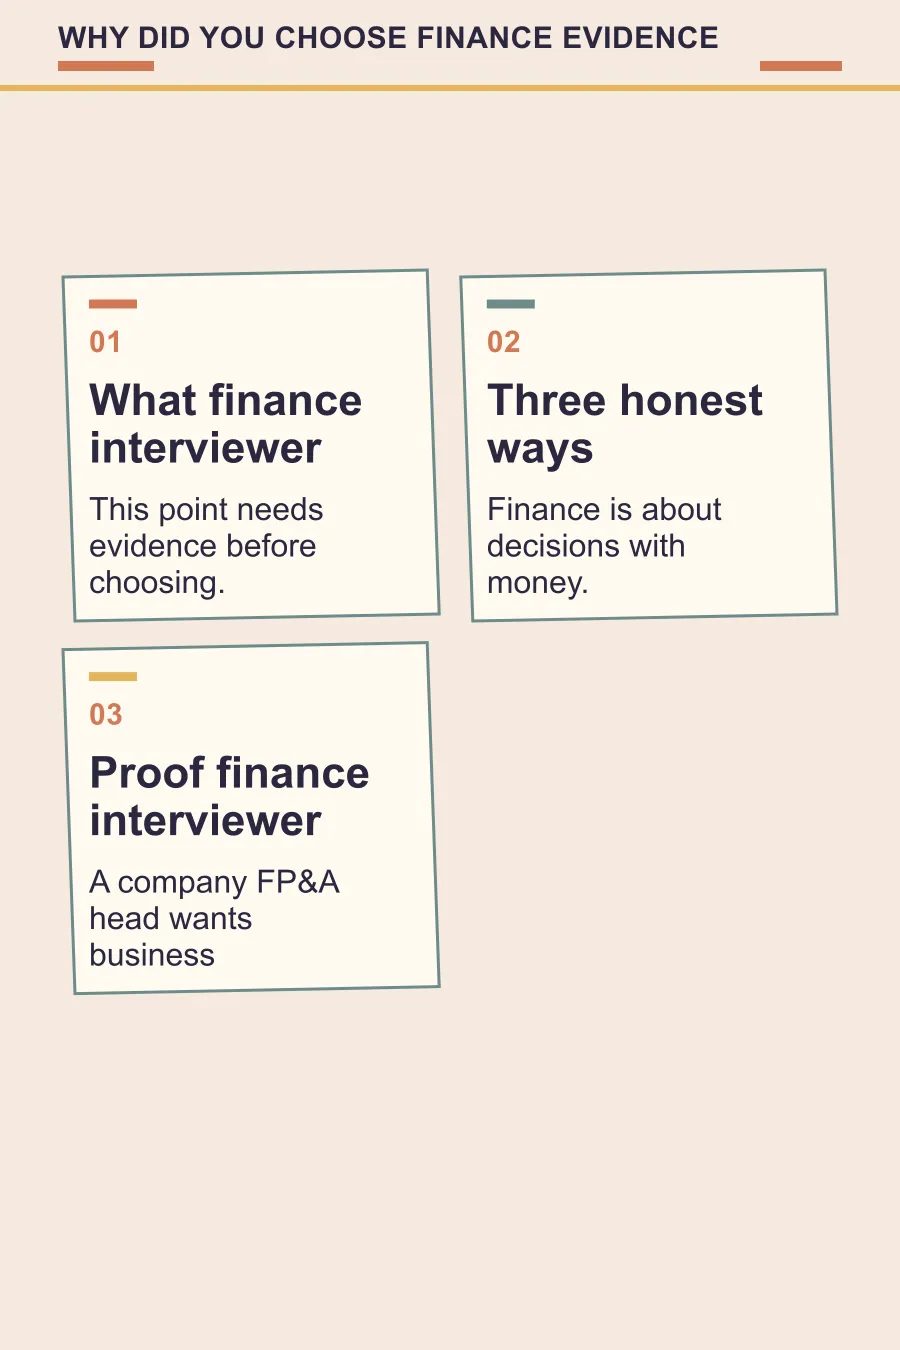 WHY DID YOU CHOOSE FINANCE EVIDENCE
01
What finance
interviewer
This point needs
evidence before
choosing.
02
Three honest
ways
Finance is about
decisions with
money.
03
Proof finance
interviewer
A company FP&A
head wants
business